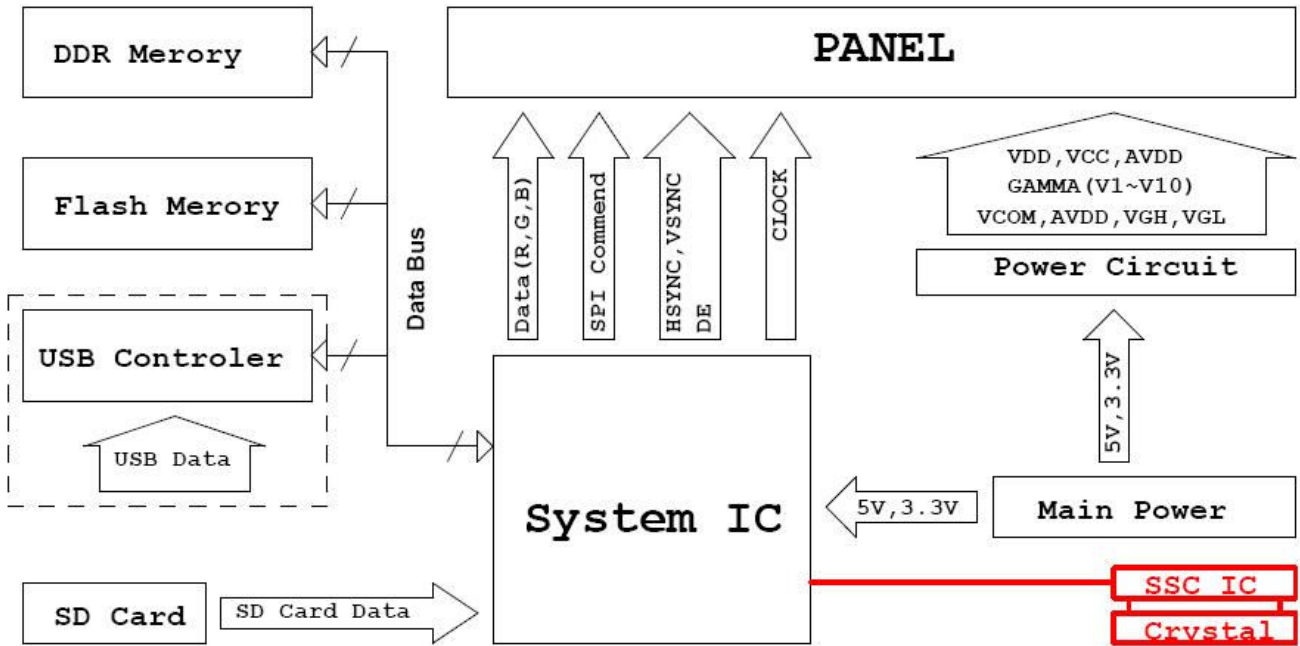 DDR Merory
PANEL
Flash Merory
Data Bus
Data(R,G,B)
SPI Commend
HSYNC,VSYNC
DE
CLOCK
VDD,VCC,AVDD
GAMMA(V1~V10)
VCOM,AVDD,VGH,VGL
Power Circuit
USB Controler
USB Data
5V,3.3V
System IC
5V,3.3V
Main Power
SD Card
SD Card Data
SSC IC
Crystal